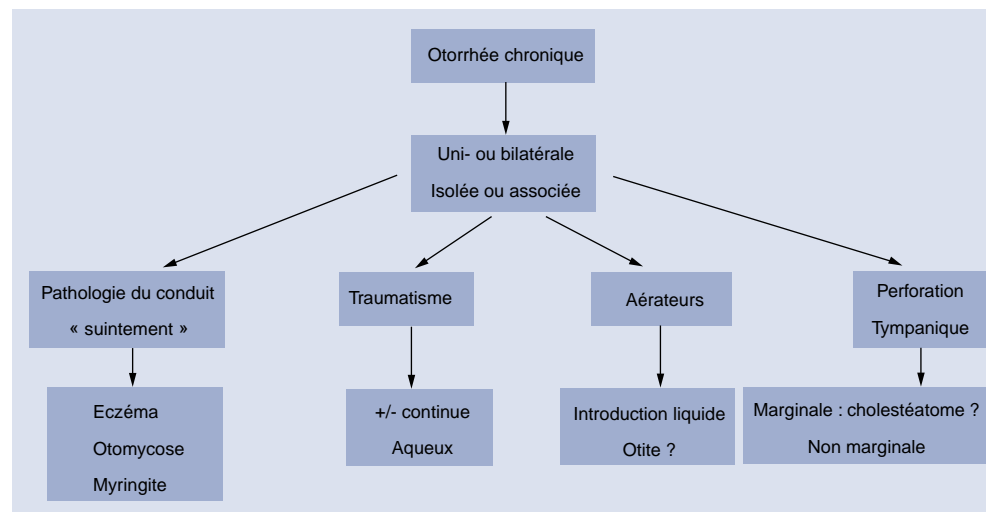 Otorrhée chronique
Uni- ou bilatérale
Isolée ou associée
Pathologie du conduit
« suintement »
Traumatisme
Aérateurs
Perforation
Tympanique
Eczéma
Otomycose
Myringite
+/- continue
Aqueux
Introduction liquide
Otite ?
Marginale : cholestéatome ?
Non marginale